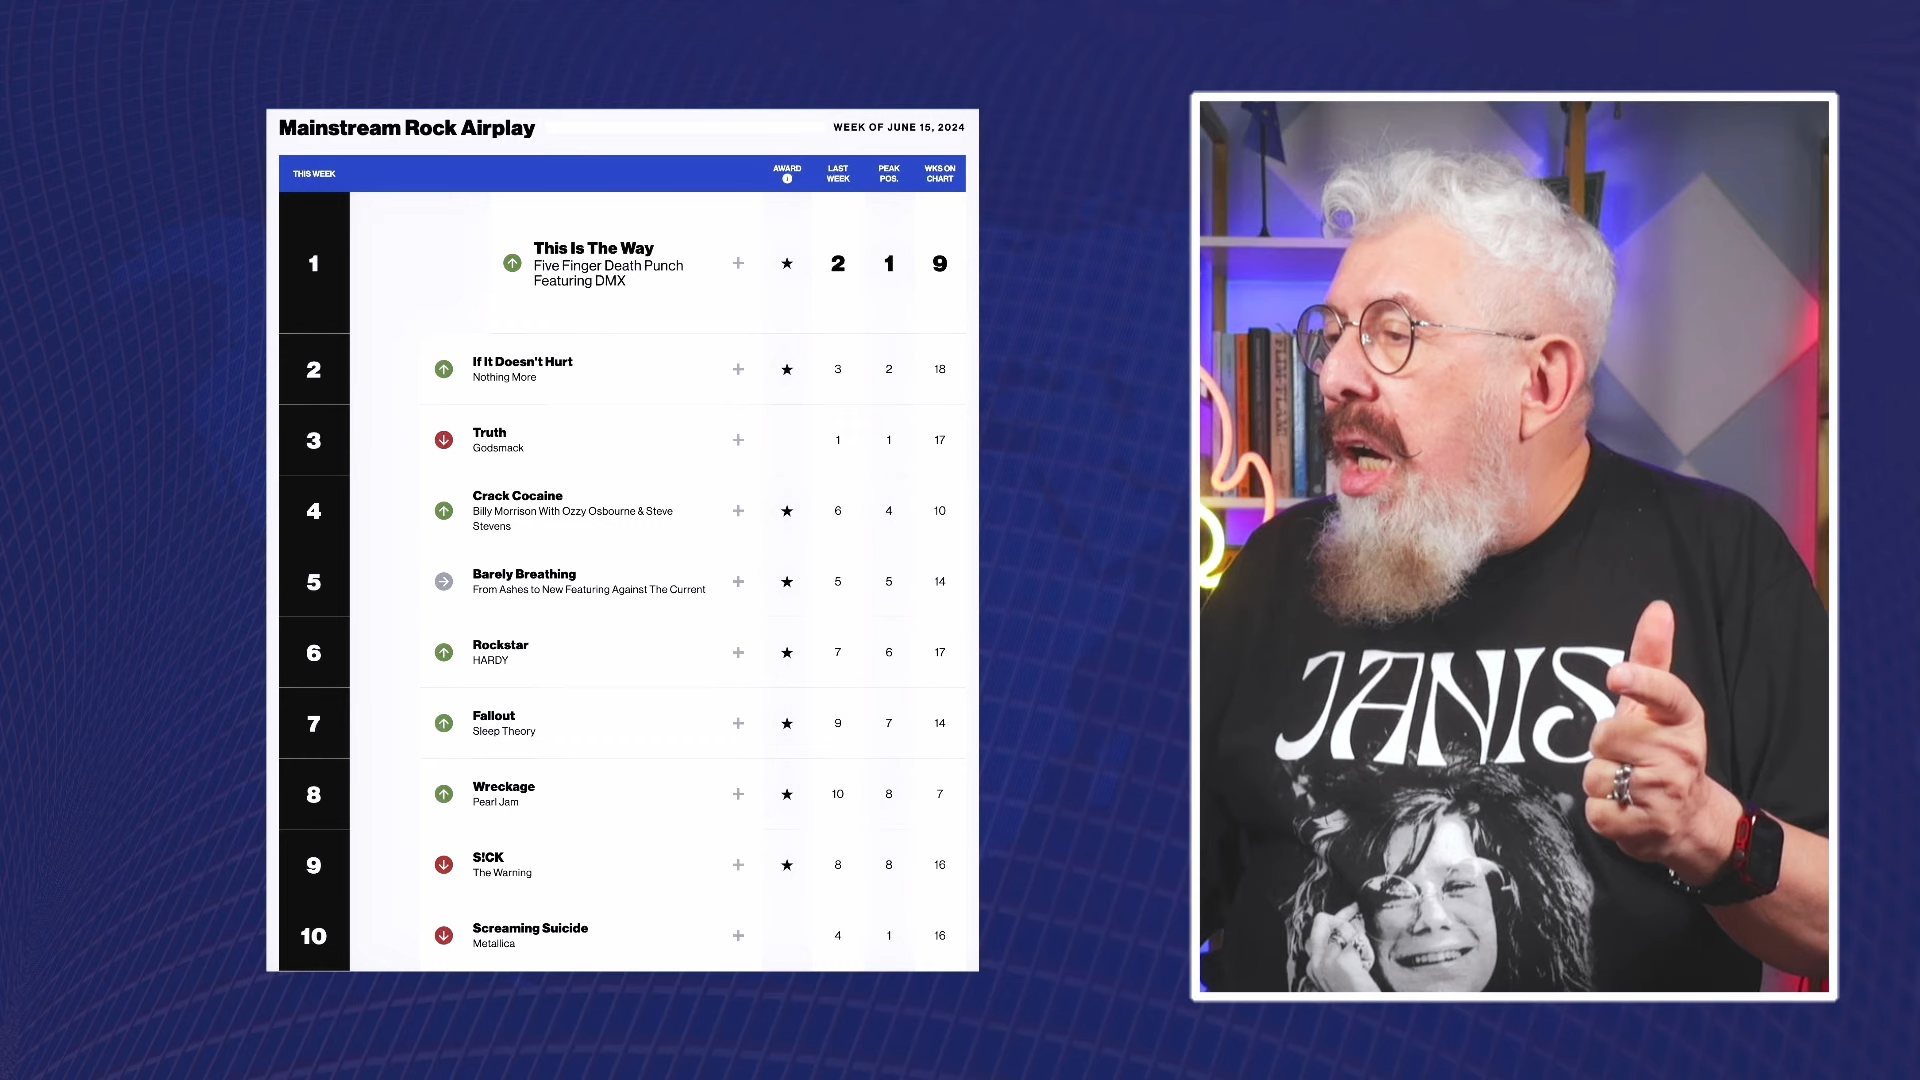 Mainstream Rock Airplay
WEEK OF JUNE 15, 2024
THIS WEEK
AWARD
LAST WEEK
PEAK POS.
WKS ON CHART
1
This Is The Way
Five Finger Death Punch
Featuring DMX
2 1 9
2
If It Doesn't Hurt
Nothing More
3 2 18
3
Truth
Godsmack
1 1 17
4
Crack Cocaine
Billy Morrison With Ozzy Osbourne & Steve
Stevens
6 4 10
5
Barely Breathing
From Ashes to New Featuring Against The Current
5 5 14
6
Rockstar
HARDY
7 6 17
7
Fallout
Sleep Theory
9 7 14
8
Wreckage
Pearl Jam
10 8 7
9
S!CK
The Warning
8 8 16
10
Screaming Suicide
Metallica
4 1 16
FLIM-FLAM!
JANIS